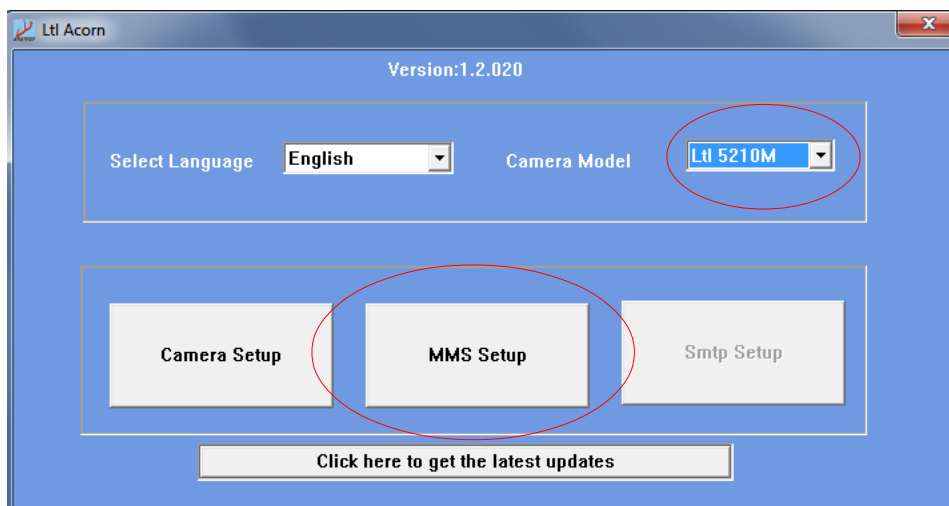 Ltl Acorn
Version:1.2.020
Select Language English Camera Model Ltl 5210M
Camera Setup MMS Setup Smtp Setup
Click here to get the latest updates